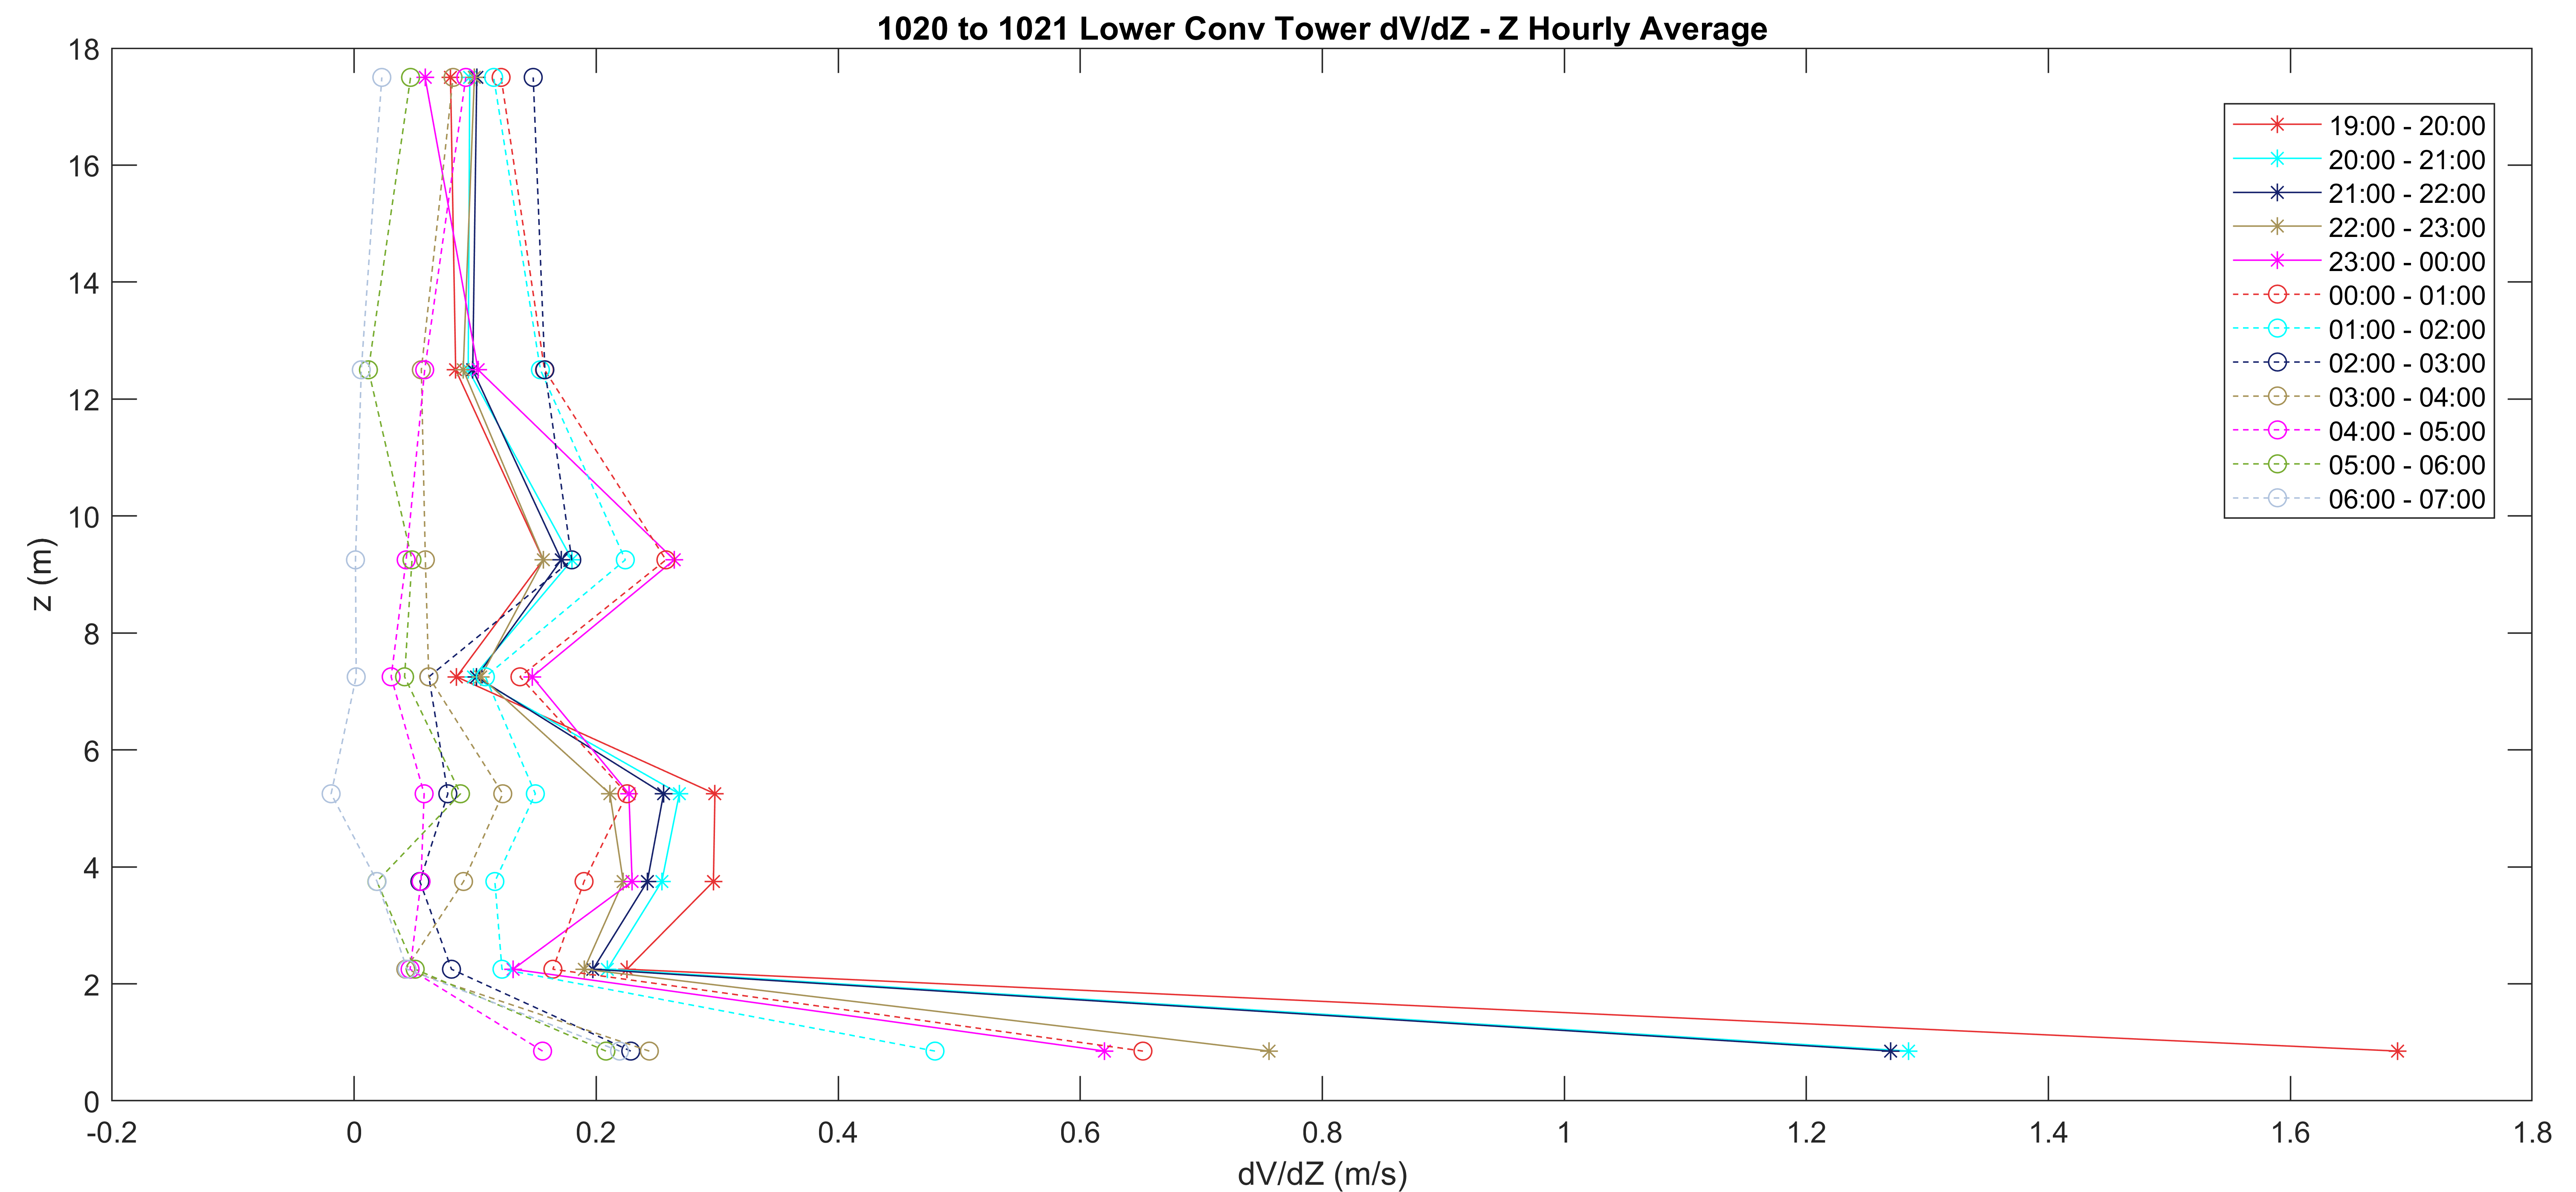 1020 to 1021 Lower Conv Tower dV/dZ - Z Hourly Average
18
16
14
12
10
8
6
4
2
0
z (m)
19:00 - 20:00
20:00 - 21:00
21:00 - 22:00
22:00 - 23:00
23:00 - 00:00
00:00 - 01:00
01:00 - 02:00
02:00 - 03:00
03:00 - 04:00
04:00 - 05:00
05:00 - 06:00
06:00 - 07:00
-0.2 0 0.2 0.4 0.6 0.8 1 1.2 1.4 1.6 1.8
dV/dZ (m/s)